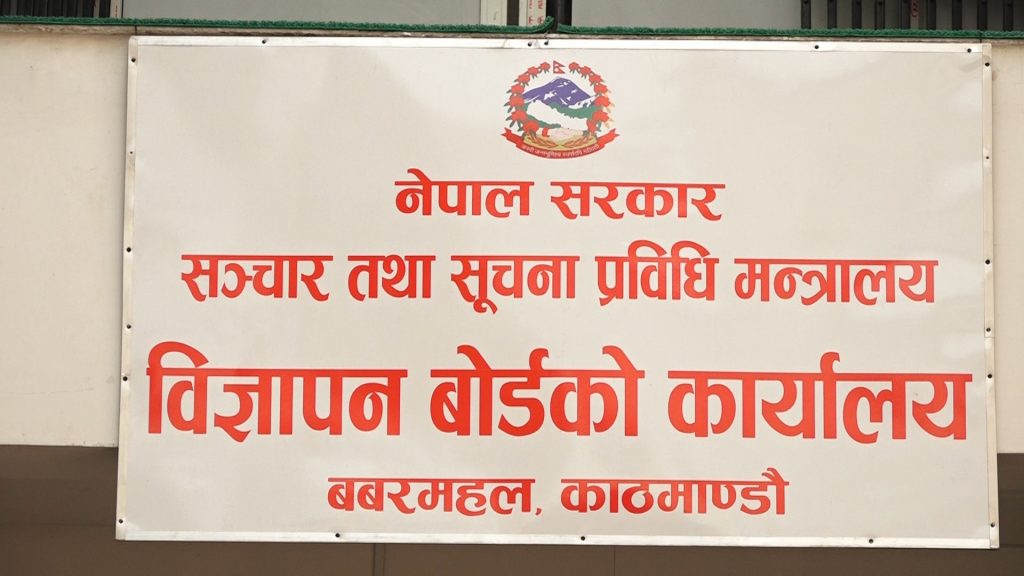 नेपाल सरकार
सञ्चार तथा सूचना प्रविधि मन्त्रालय
विज्ञापन बोर्डको कार्यालय
बबरमहल, काठमाण्डौ